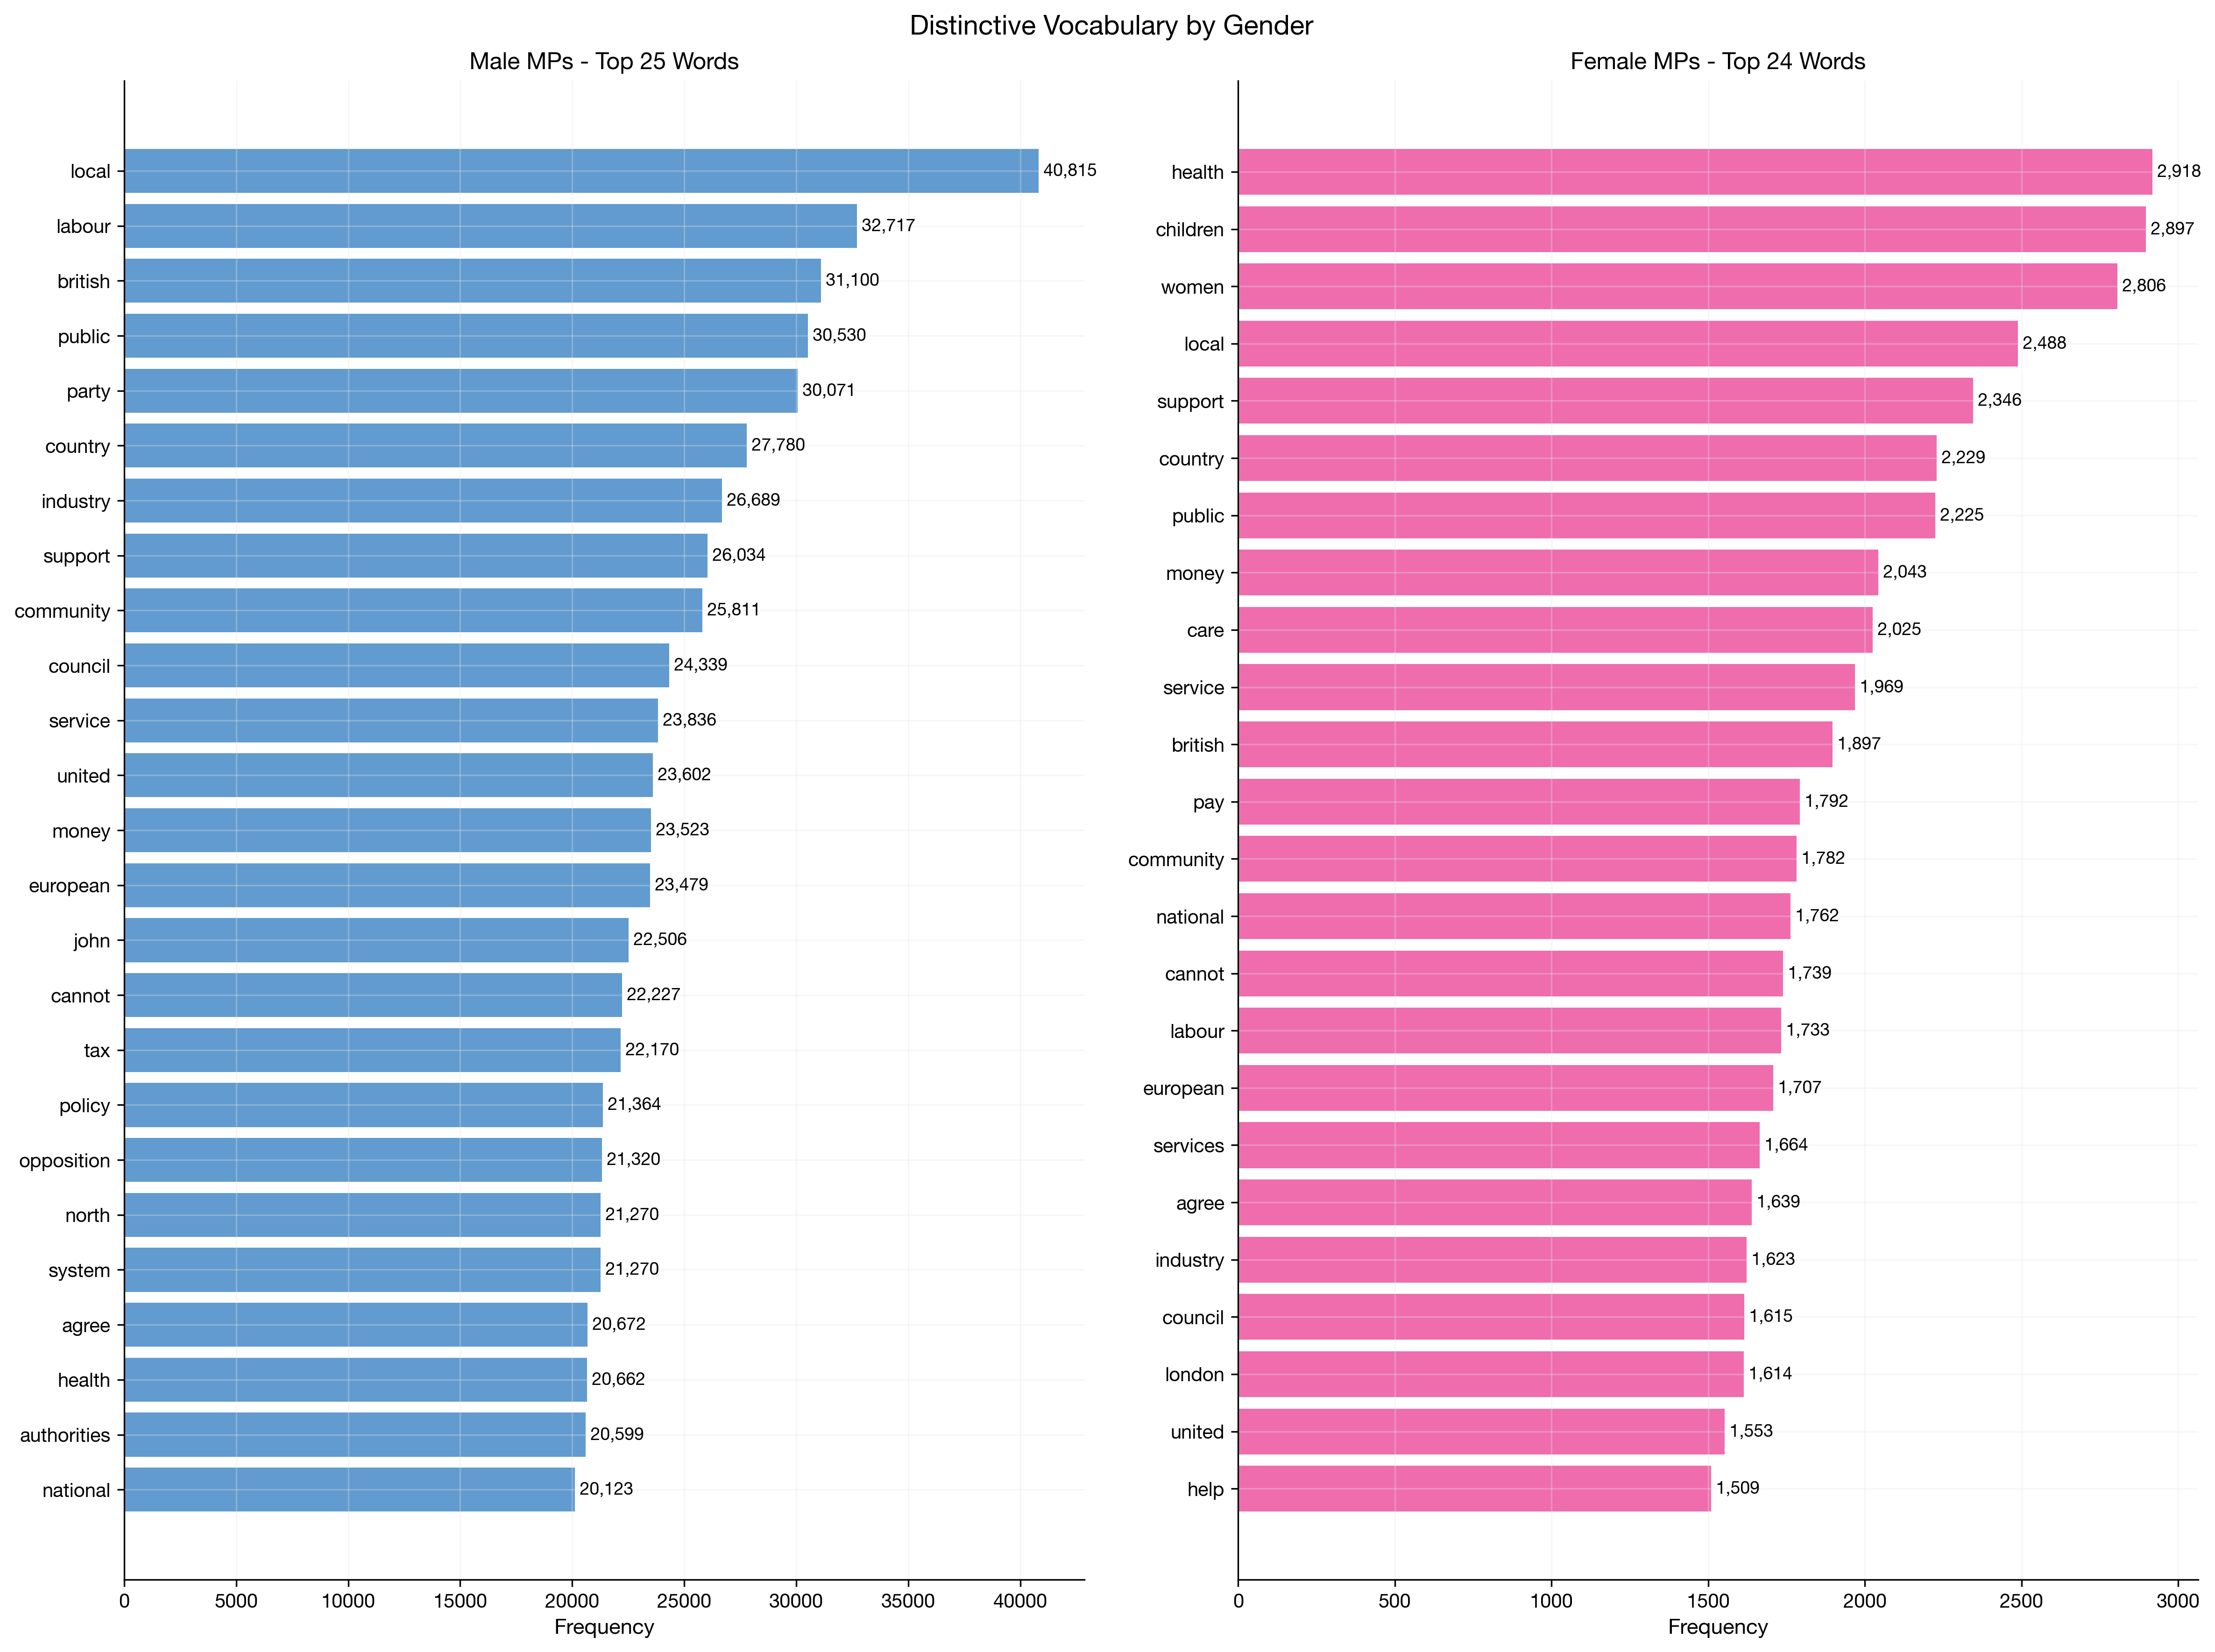 Distinctive Vocabulary by Gender
Male MPs - Top 25 Words
local 40,815
labour 32,717
british 31,100
public 30,530
party 30,071
country 27,780
industry 26,689
support 26,034
community 25,811
council 24,339
service 23,836
united 23,602
money 23,523
european 23,479
john 22,506
cannot 22,227
tax 22,170
policy 21,364
opposition 21,320
north 21,270
system 21,270
agree 20,672
health 20,662
authorities 20,599
national 20,123
0 5000 10000 15000 20000 25000 30000 35000 40000
Frequency
Female MPs - Top 24 Words
health 2,918
children 2,897
women 2,806
local 2,488
support 2,346
country 2,229
public 2,225
money 2,043
care 2,025
service 1,969
british 1,897
pay 1,792
community 1,782
national 1,762
cannot 1,739
labour 1,733
european 1,707
services 1,664
agree 1,639
industry 1,623
council 1,615
london 1,614
united 1,553
help 1,509
0 500 1000 1500 2000 2500 3000
Frequency